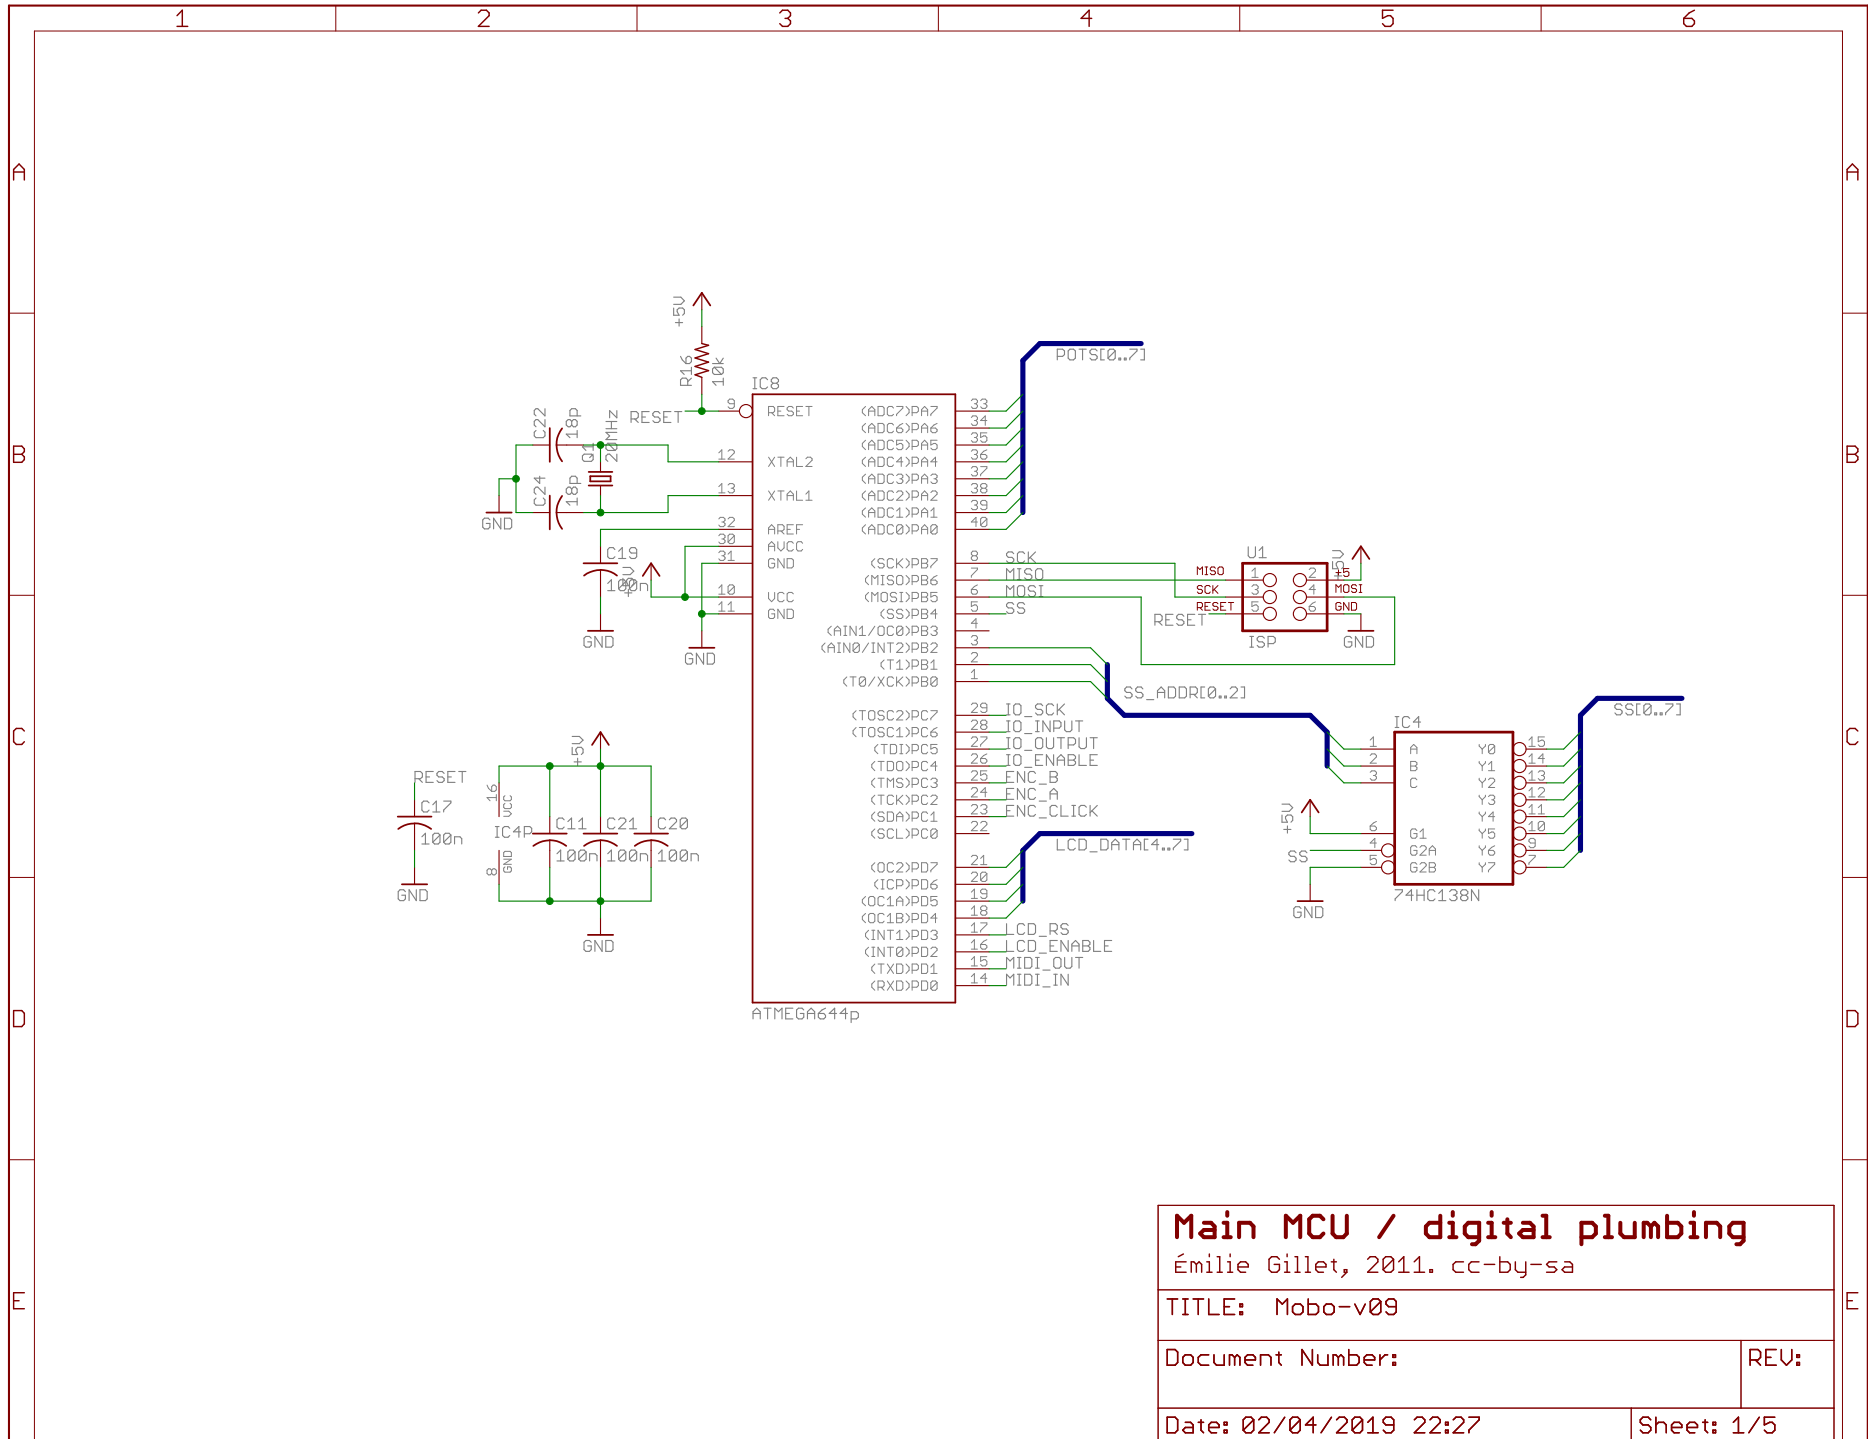 1 2 3 4 5 6
A A
B B
C C
D D
E E
+5V
R16
10k
RESET
C22
18p
C24
18p
Q1
20MHz
GND
C19
100n
GND
+5V
GND
IC8
9 RESET
12 XTAL2
13 XTAL1
32 AREF
30 AVCC
31 GND
10 VCC
11 GND
(ADC7)PA7 33
(ADC6)PA6 34
(ADC5)PA5 35
(ADC4)PA4 36
(ADC3)PA3 37
(ADC2)PA2 38
(ADC1)PA1 39
(ADC0)PA0 40
(SCK)PB7 8 SCK
(MISO)PB6 7 MISO
(MOSI)PB5 6 MOSI
(SS)PB4 5 SS
(AIN1/OC0)PB3 4
(AIN0/INT2)PB2 3
(T1)PB1 2
(T0/XCK)PB0 1
(TOSC2)PC7 29 IO_SCK
(TOSC1)PC6 28 IO_INPUT
(TDI)PC5 27 IO_OUTPUT
(TDO)PC4 26 IO_ENABLE
(TMS)PC3 25 ENC_B
(TCK)PC2 24 ENC_A
(SDA)PC1 23 ENC_CLICK
(SCL)PC0 22
(OC2)PD7 21
(ICP)PD6 20
(OC1A)PD5 19
(OC1B)PD4 18
(INT1)PD3 17 LCD_RS
(INT0)PD2 16 LCD_ENABLE
(TXD)PD1 15 MIDI_OUT
(RXD)PD0 14 MIDI_IN
ATMEGA644p
POTS[0..7]
SS_ADDR[0..2]
LCD_DATA[4..7]
U1
MISO 1 2 +5
SCK 3 4 MOSI
RESET 5 6 GND
RESET
ISP
+5V
GND
IC4
1 A Y0 15
2 B Y1 14
3 C Y2 13
Y3 12
Y4 11
6 G1 Y5 10
4 G2A Y6 9
5 G2B Y7 7
74HC138N
+5V
SS
GND
SS[0..7]
RESET
C17
100n
GND
+5V
16 VCC
IC4P
8 GND
C11
100n
C21
100n
C20
100n
GND
Main MCU / digital plumbing
Émilie Gillet, 2011. cc-by-sa
TITLE: Mobo-v09
Document Number:
REV:
Date: 02/04/2019 22:27
Sheet: 1/5